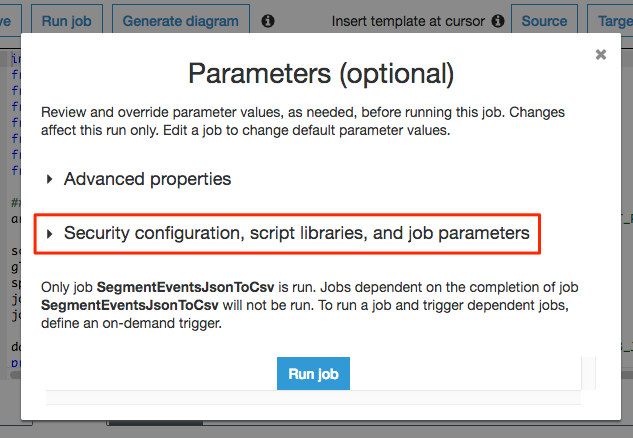 Run job Generate diagram Insert template at cursor Source
Parameters (optional)
Review and override parameter values, as needed, before running this job. Changes
affect this run only. Edit a job to change default parameter values.
Advanced properties
Security configuration, script libraries, and job parameters
Only job SegmentEventsJsonToCsv is run. Jobs dependent on the completion of job
SegmentEventsJsonToCsv will not be run. To run a job and trigger dependent jobs,
define an on-demand trigger.
Run job